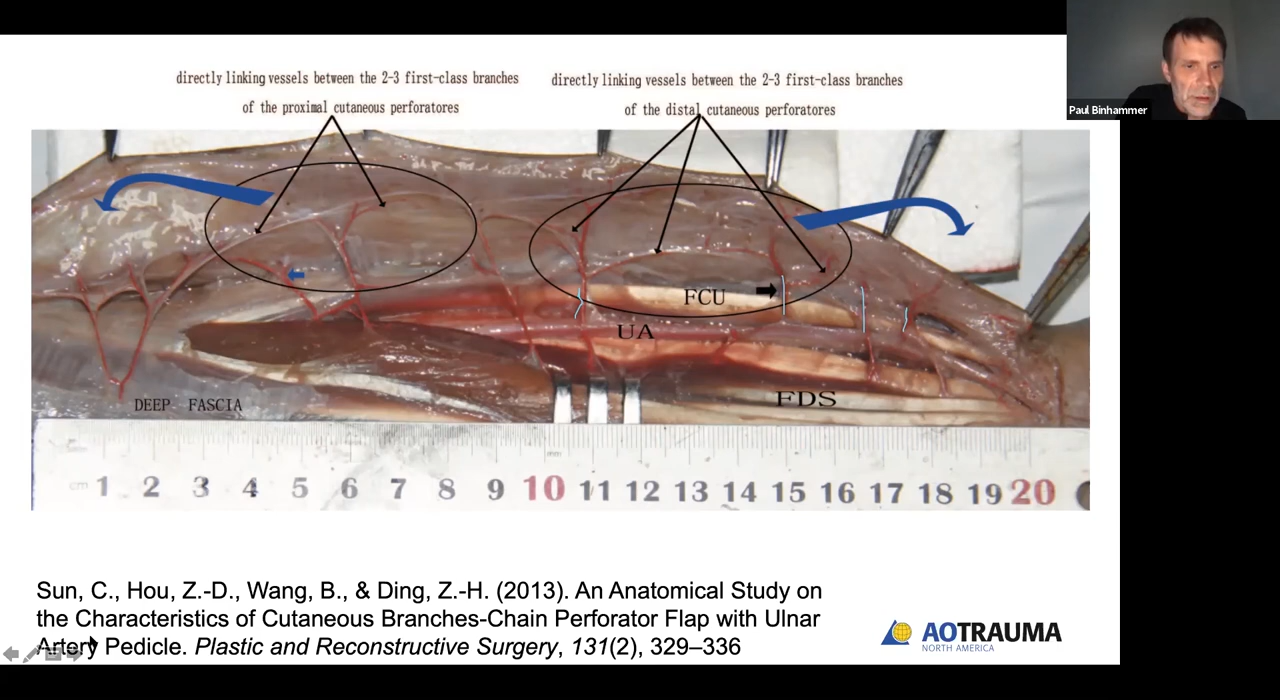 Paul Binhammer
directly linking vessels between the 2-3 first-class branches
of the proximal cutaneous perforatores
directly linking vessels between the 2-3 first-class branches
of the distal cutaneous perforatores
FCU
UA
FDS
DEEP FASCIA
cm 1 2 3 4 5 6 7 8 9 10 11 12 13 14 15 16 17 18 19 20
mm
Sun, C., Hou, Z.-D., Wang, B., & Ding, Z.-H. (2013). An Anatomical Study on
the Characteristics of Cutaneous Branches-Chain Perforator Flap with Ulnar
Artery Pedicle. Plastic and Reconstructive Surgery, 131(2), 329–336
AOTRAUMA
NORTH AMERICA